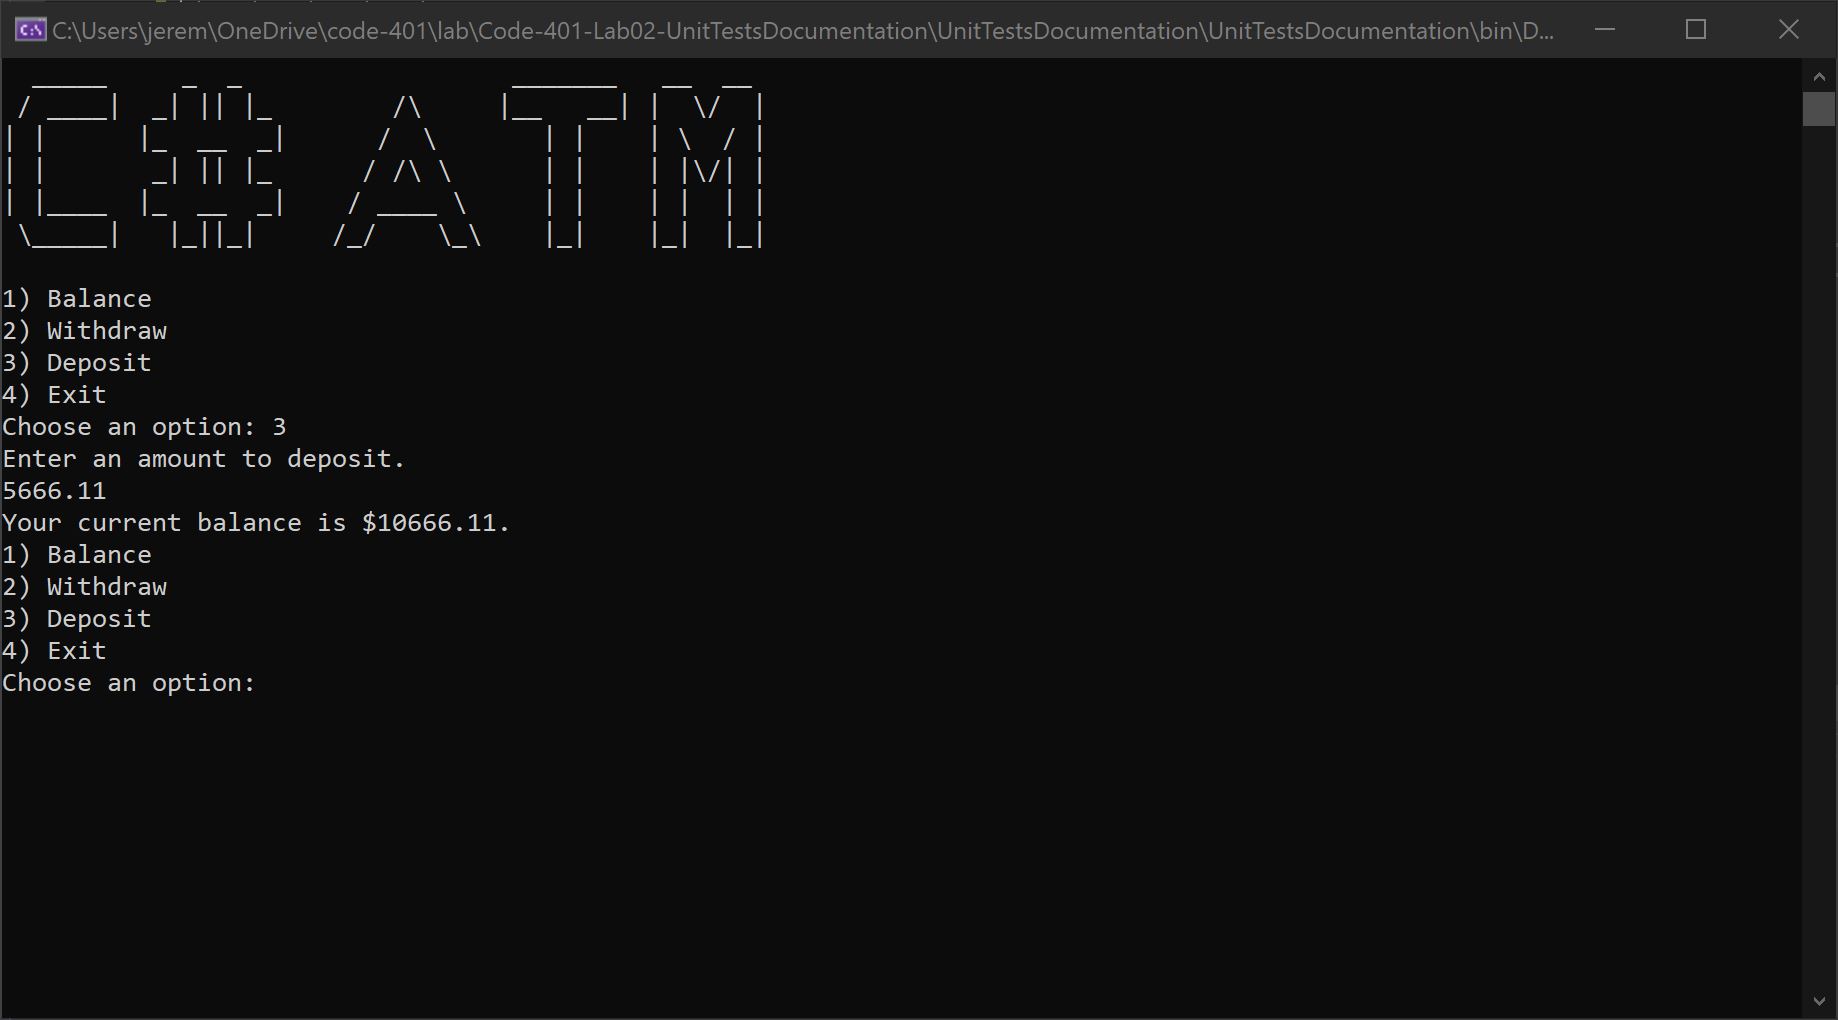 C:\Users\jerem\OneDrive\code-401\lab\Code-401-Lab02-UnitTestsDocumentation\UnitTestsDocumentation\UnitTestsDocumentation\bin\D...
C# ATM
1) Balance
2) Withdraw
3) Deposit
4) Exit
Choose an option: 3
Enter an amount to deposit.
5666.11
Your current balance is $10666.11.
1) Balance
2) Withdraw
3) Deposit
4) Exit
Choose an option: